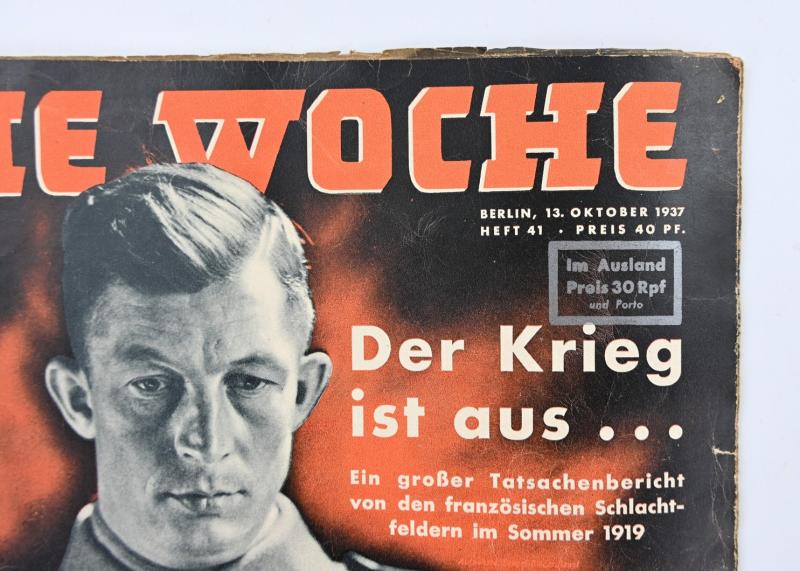 IE WOCHE
BERLIN, 13. OKTOBER 1937
HEFT 41 · PREIS 40 PF.
Im Ausland
Preis 30 Rpf
und Porto
Der Krieg
ist aus ...
Ein großer Tatsachenbericht
von den französischen Schlacht-
feldern im Sommer 1919